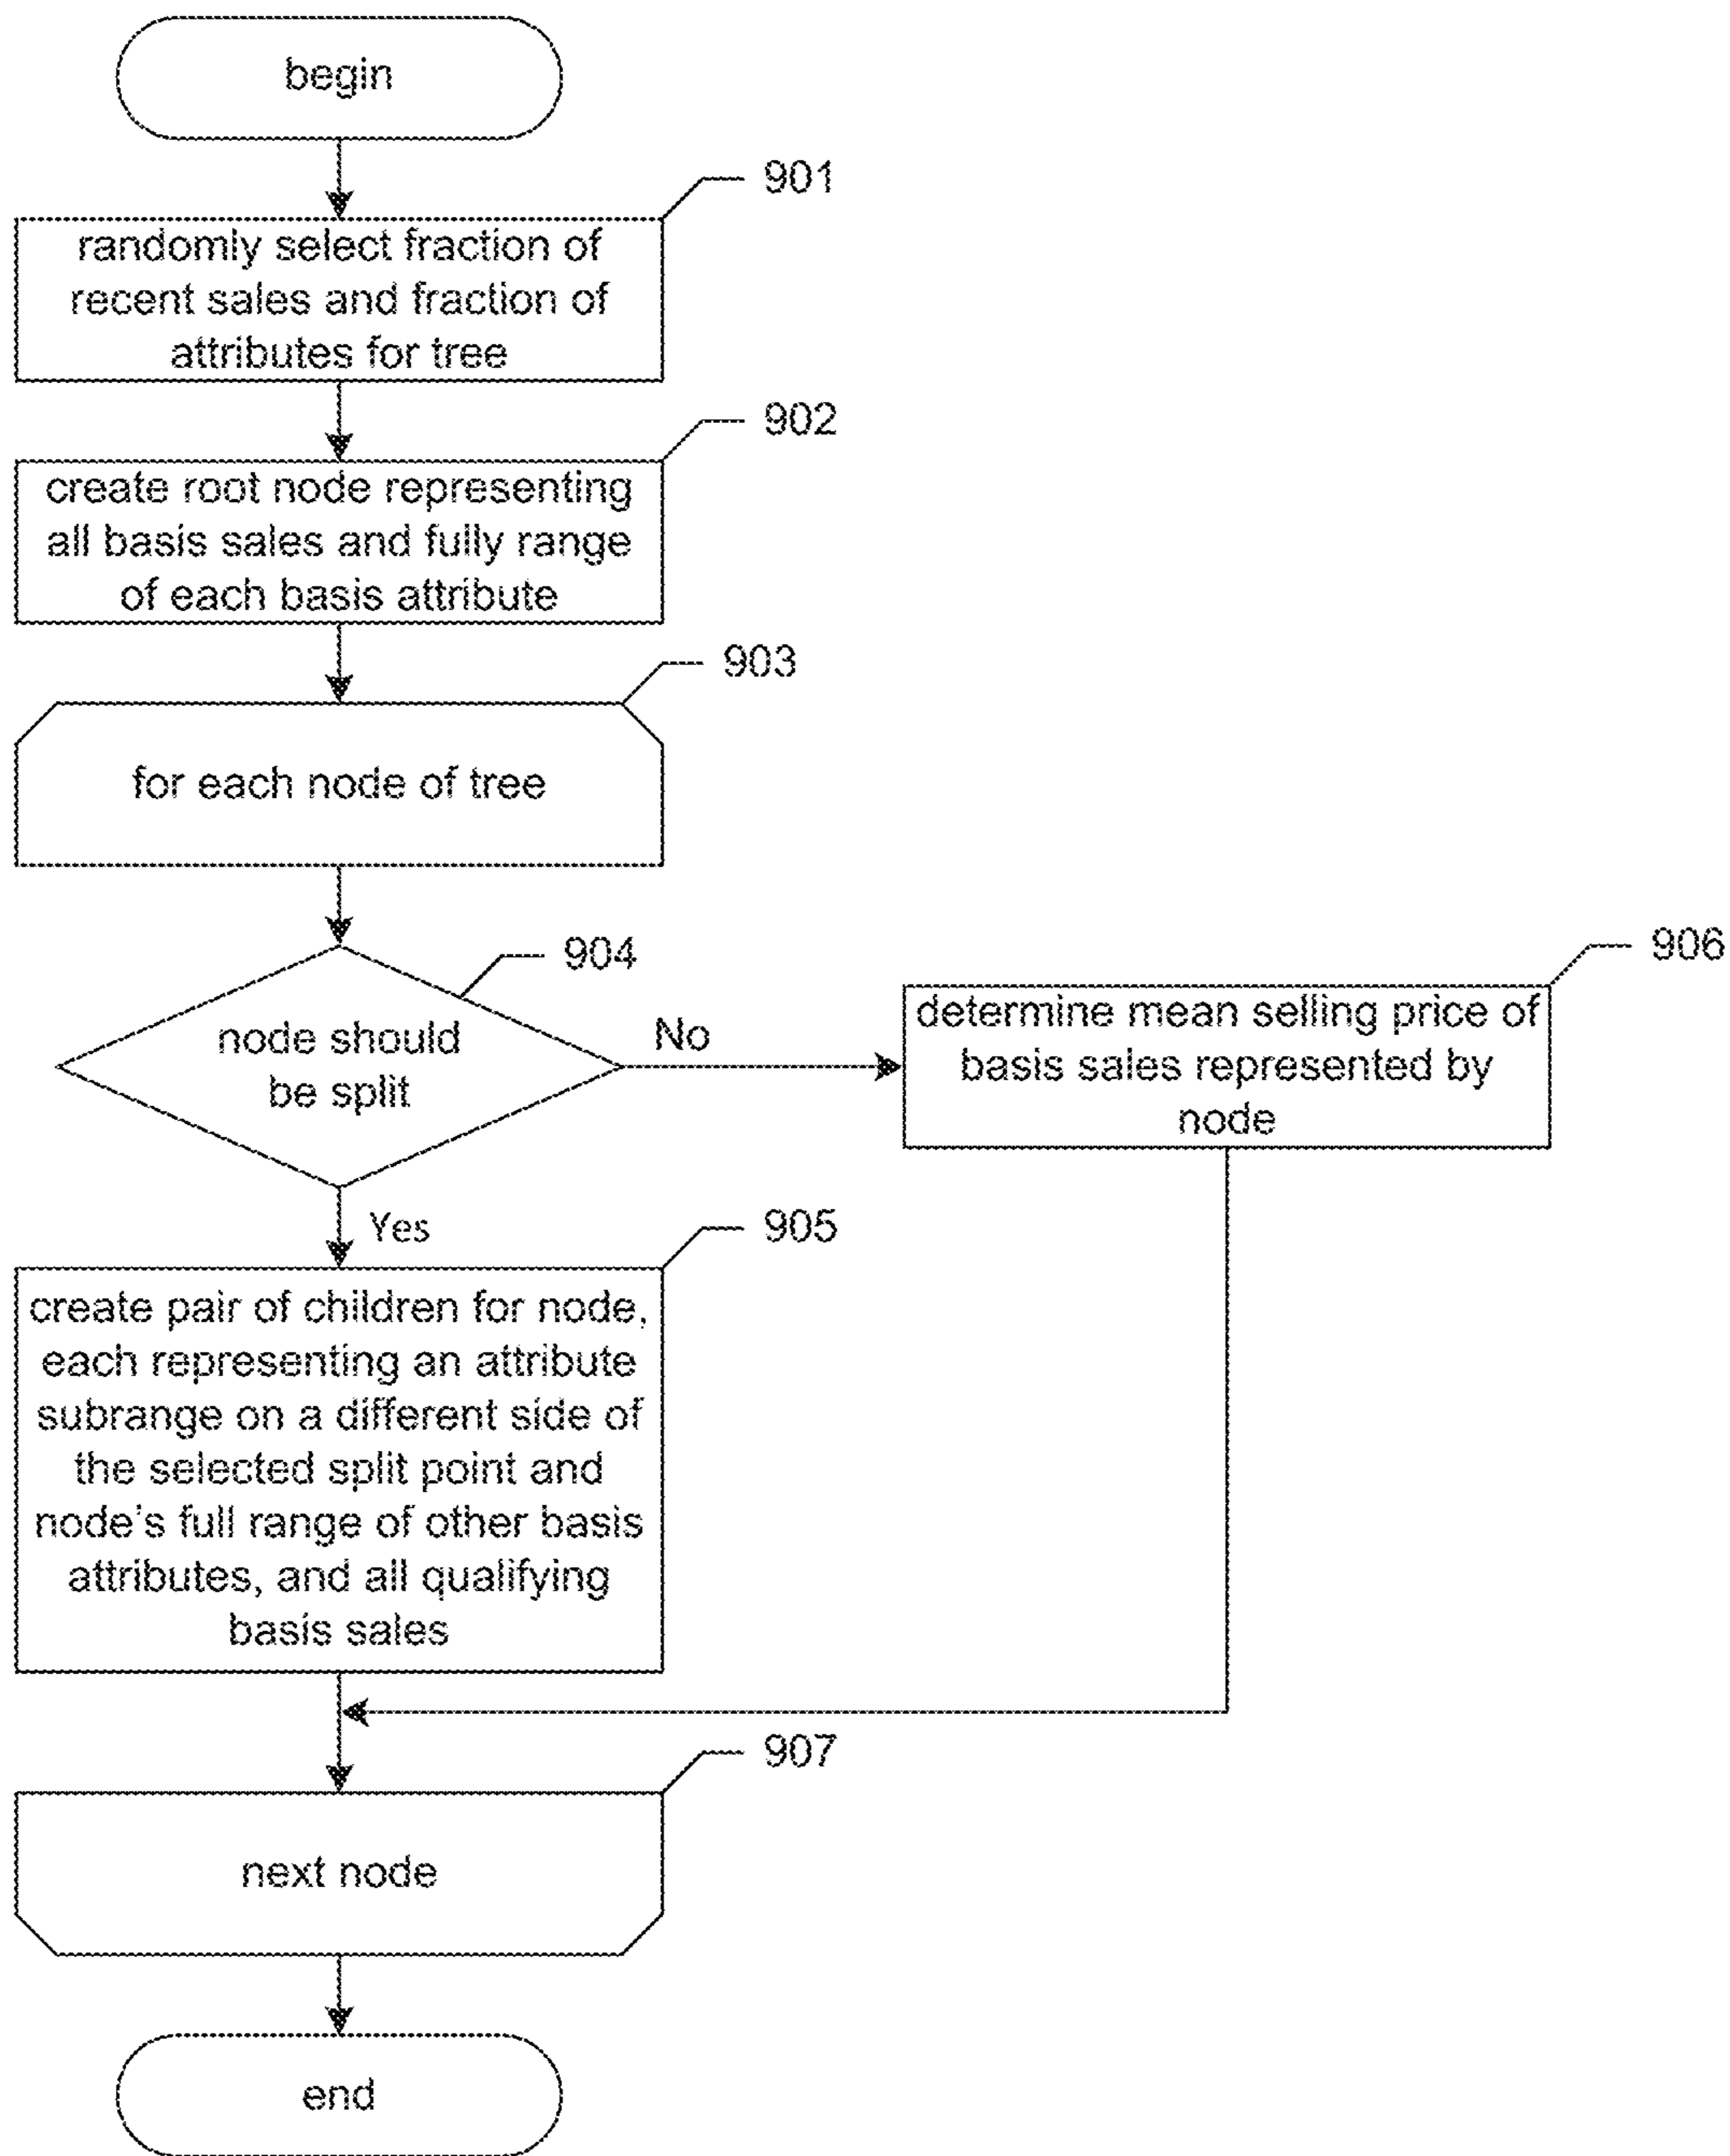 begin
901
randomly select fraction of
recent sales and fraction of
attributes for tree
902
create root node representing
all basis sales and fully range
of each basis attribute
903
for each node of tree
904
node should
be split
No
906
determine mean selling price of
basis sales represented by
node
Yes
905
create pair of children for node,
each representing an attribute
subrange on a different side of
the selected split point and
node's full range of other basis
attributes, and all qualifying
basis sales
907
next node
end